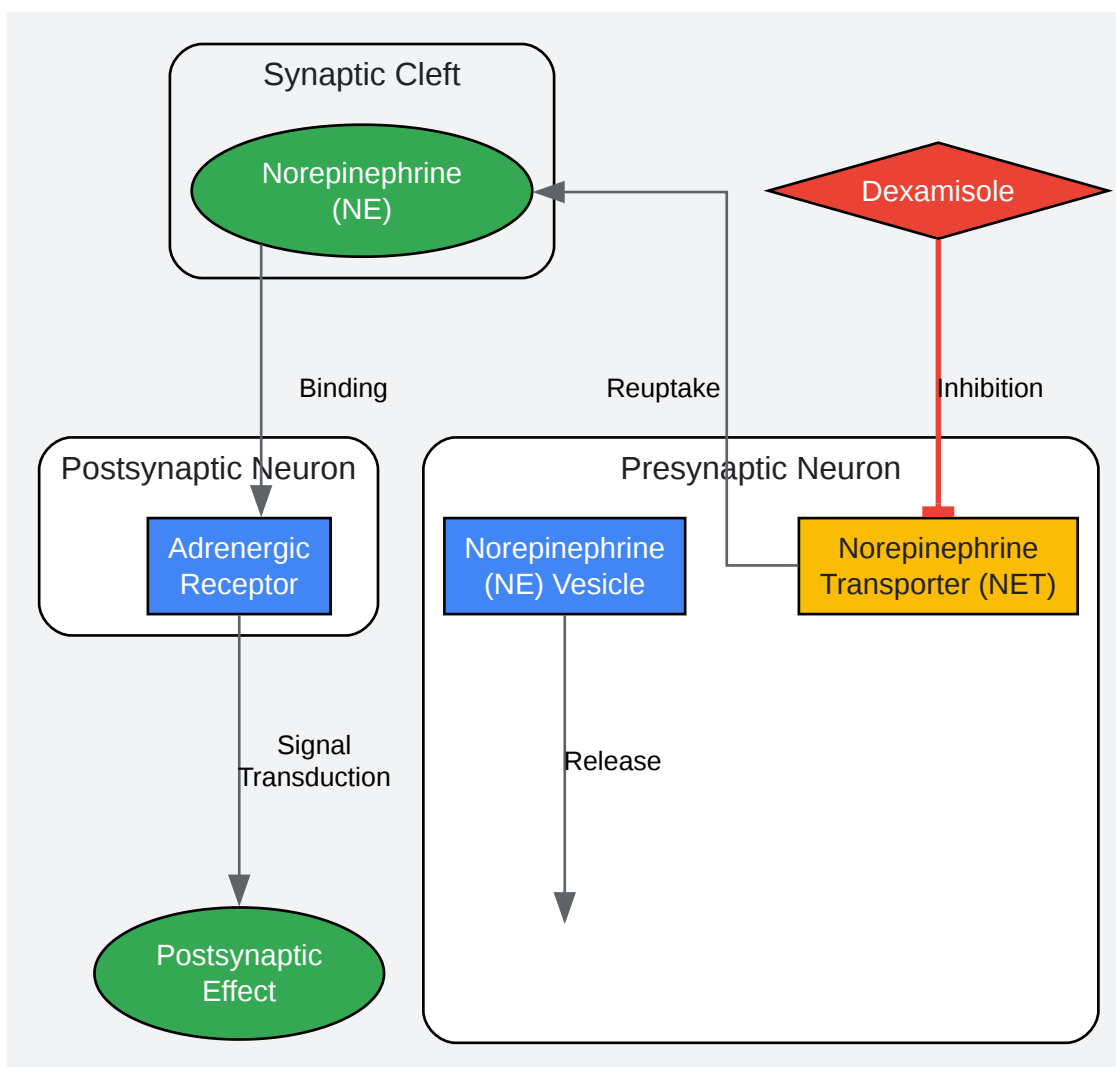 Synaptic Cleft
Norepinephrine
(NE)
Dexamisole
Binding
Reuptake
Inhibition
Postsynaptic Neuron
Presynaptic Neuron
Adrenergic
Receptor
Norepinephrine
(NE) Vesicle
Norepinephrine
Transporter (NET)
Signal
Transduction
Release
Postsynaptic
Effect